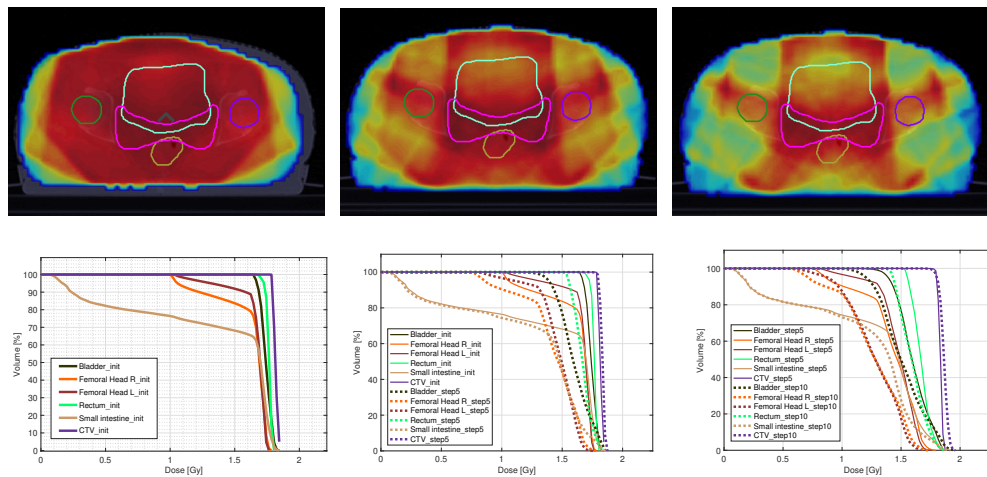 100
90
80
70
60
50
40
30
20
10
0
Volume [%]
Bladder_init
Femoral Head R_init
Femoral Head L_init
Rectum_init
Small intestine_init
CTV_init
0 0.5 1 1.5 2
Dose [Gy]
100
80
60
40
20
0
Volume [%]
Bladder_init
Femoral Head R_init
Femoral Head L_init
Rectum_init
Small intestine_init
CTV_init
Bladder_step5
Femoral Head R_step5
Femoral Head L_step5
Rectum_step5
Small intestine_step5
CTV_step5
0 0.5 1 1.5 2
Dose [Gy]
100
80
60
40
20
0
Volume [%]
Bladder_step5
Femoral Head R_step5
Femoral Head L_step5
Rectum_step5
Small intestine_step5
CTV_step5
Bladder_step10
Femoral Head R_step10
Femoral Head L_step10
Rectum_step10
Small intestine_step10
CTV_step10
0 0.5 1 1.5 2
Dose [Gy]